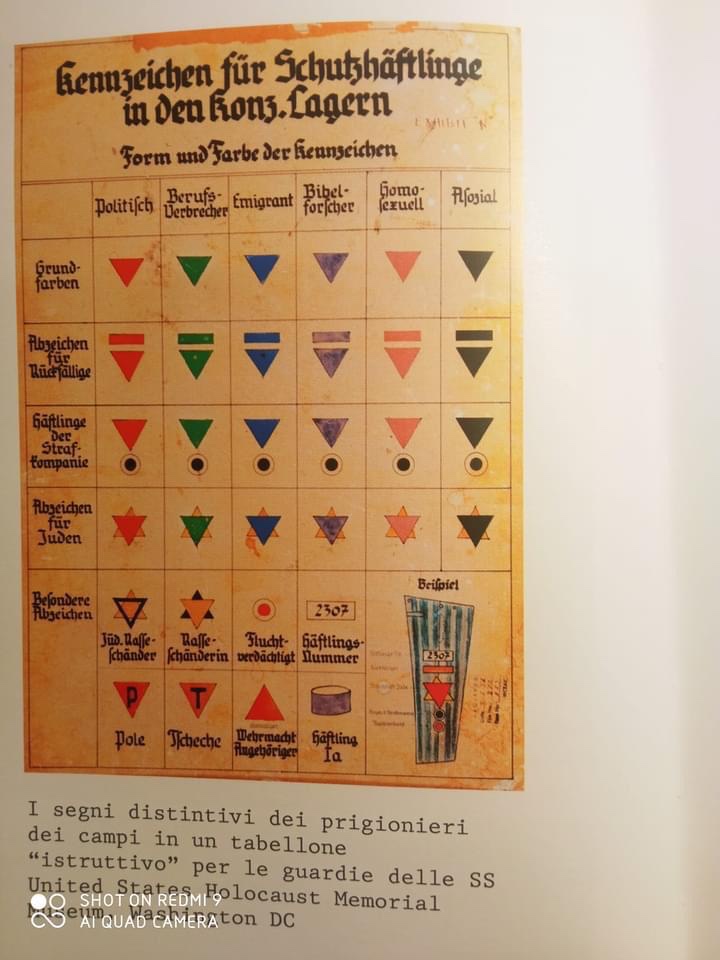 Kennzeichen für Schutzhäftlinge
in den Konz.Lagern
Form und Farbe der Kennzeichen
Politisch
Berufs-
Verbrecher
Emigrant
Bibel-
forscher
Homo-
sexuell
Asozial
Grund-
farben
Abzeichen
für
Rückfällige
Häftlinge
der
Straf-
kompanie
Abzeichen
für
Juden
Besondere
Abzeichen
Jüd. Rasse-
schänder
Rasse-
schänderin
Flucht-
verdächtigt
2307
Häftlings-
Nummer
Beispiel
2307
P
Pole
T
Tscheche
Wehrmacht
Angehöriger
Häftling
Ia
I segni distintivi dei prigionieri
dei campi in un tabellone
“istruttivo” per le guardie delle SS
United States Holocaust Memorial
Museum, Washington DC
SHOT ON REDMI 9
AI QUAD CAMERA